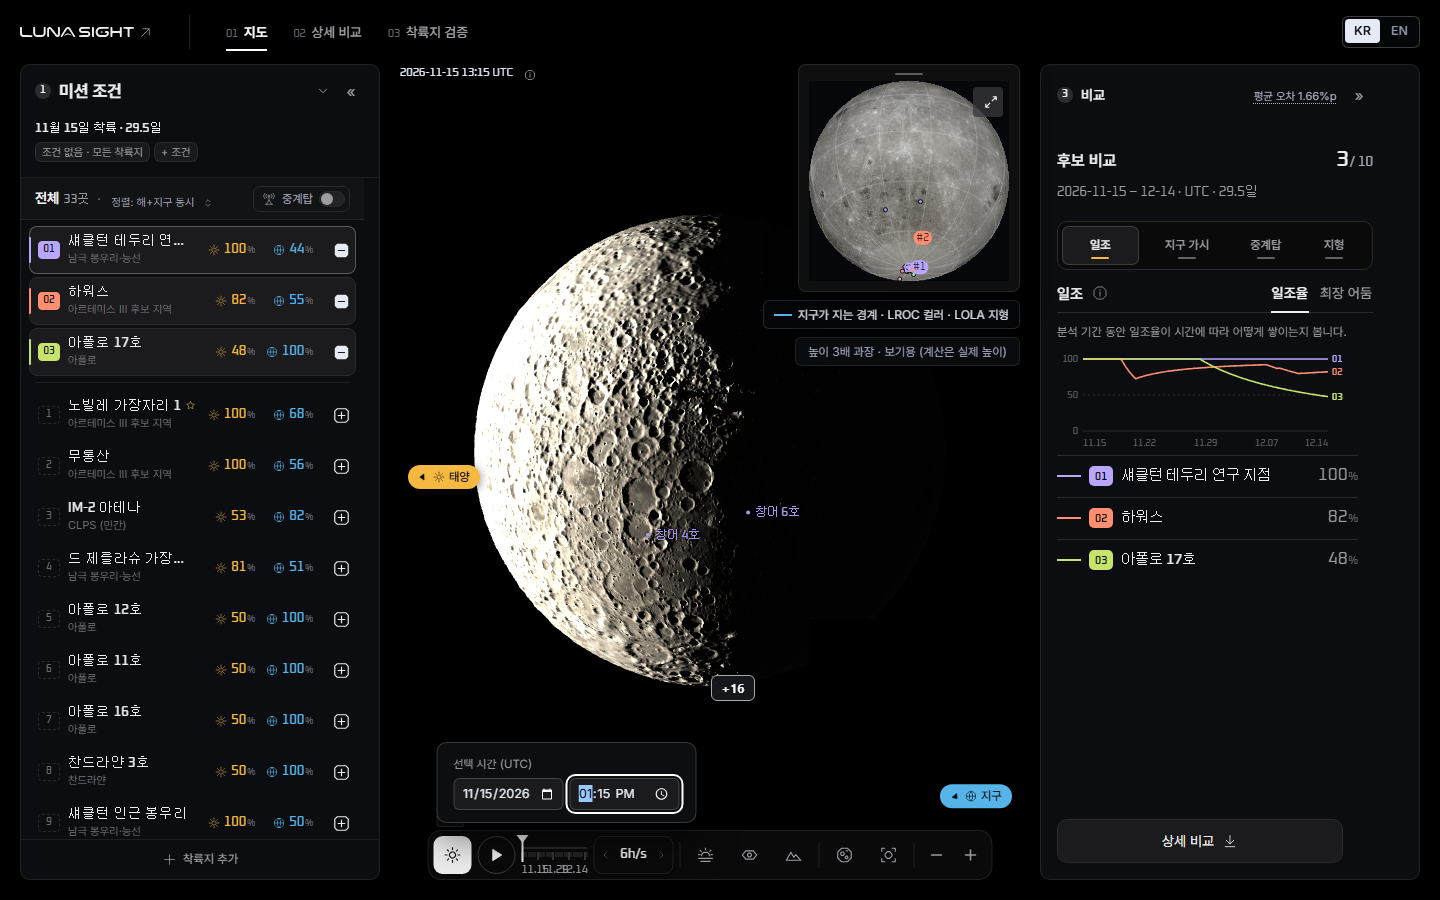 LUNA SIGHT
01 지도
02 상세 비교
03 착륙지 검증
KR EN
1 미션 조건
11월 15일 착륙 · 29.5일
조건 없음 · 모든 착륙지
+ 조건
전체 33곳 · 정렬: 해+지구 동시
중계탑
01 섀클턴 테두리 연... 100% 44%
남극 봉우리·능선
02 하워스 82% 55%
아르테미스 III 후보 지역
03 아폴로 17호 48% 100%
아폴로
1 노빌레 가장자리 1 100% 68%
아르테미스 III 후보 지역
2 무통산 100% 56%
아르테미스 III 후보 지역
3 IM-2 아테나 53% 82%
CLPS (민간)
4 드 제를라슈 가장... 81% 51%
남극 봉우리·능선
5 아폴로 12호 50% 100%
아폴로
6 아폴로 11호 50% 100%
아폴로
7 아폴로 16호 50% 100%
아폴로
8 찬드라얀 3호 50% 100%
찬드라얀
9 섀클턴 인근 봉우리 100% 50%
남극 봉우리·능선
+ 착륙지 추가
2026-11-15 13:15 UTC
#2
#1
지구가 지는 경계 · LROC 컬러 · LOLA 지형
높이 3배 과장 · 보기용 (계산은 실제 높이)
태양
창어 6호
창어 4호
+16
선택 시간 (UTC)
11/15/2026
01:15 PM
지구
6h/s
11.15
12.14
3 비교
평균 오차 1.66%p
후보 비교
3 / 10
2026-11-15 – 12-14 · UTC · 29.5일
일조
지구 가시
중계탑
지형
일조
일조율
최장 어둠
분석 기간 동안 일조율이 시간에 따라 어떻게 쌓이는지 봅니다.
100
50
0
01
02
03
11.15 11.22 11.29 12.07 12.14
01 섀클턴 테두리 연구 지점 100%
02 하워스 82%
03 아폴로 17호 48%
상세 비교